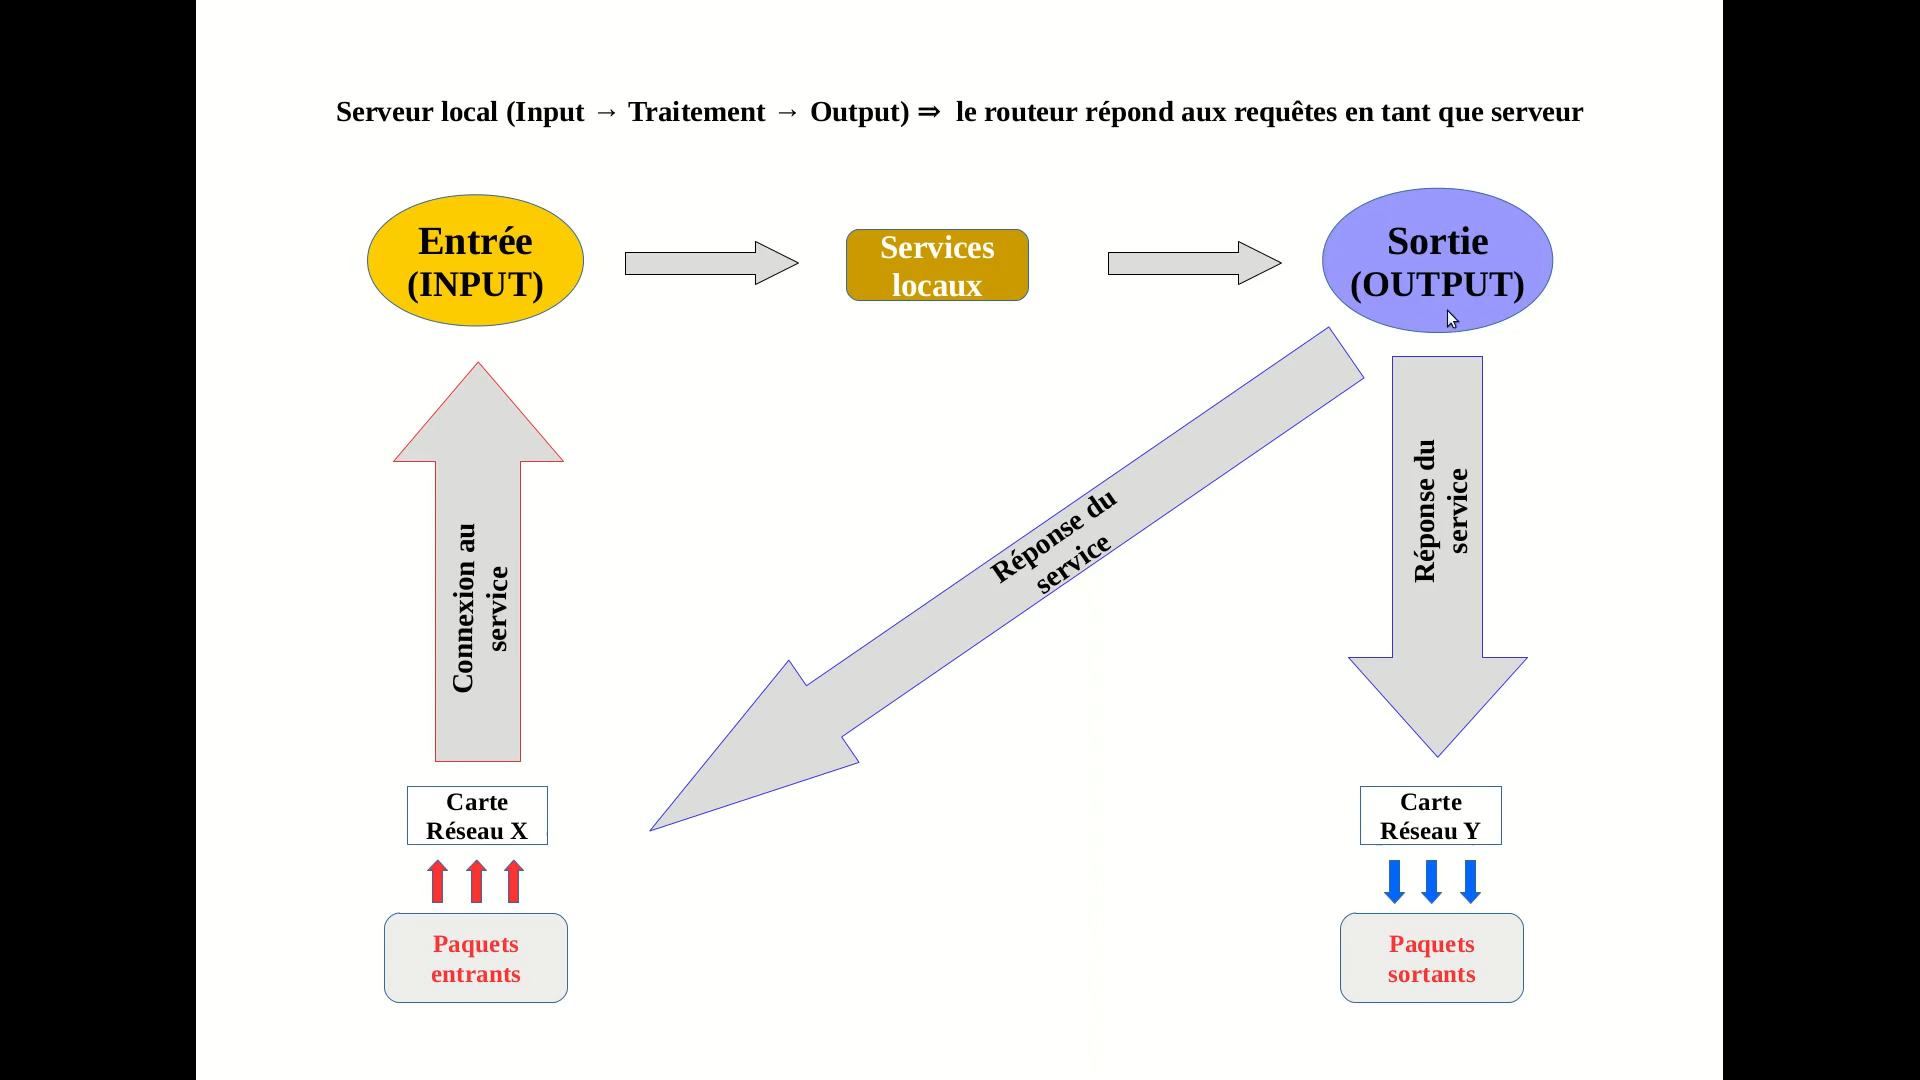 Serveur local (Input → Traitement → Output) ⇒ le routeur répond aux requêtes en tant que serveur
Entrée
(INPUT)
Services
locaux
Sortie
(OUTPUT)
Connexion au
service
Réponse du
service
Réponse du
service
Carte
Réseau X
Carte
Réseau Y
Paquets
entrants
Paquets
sortants